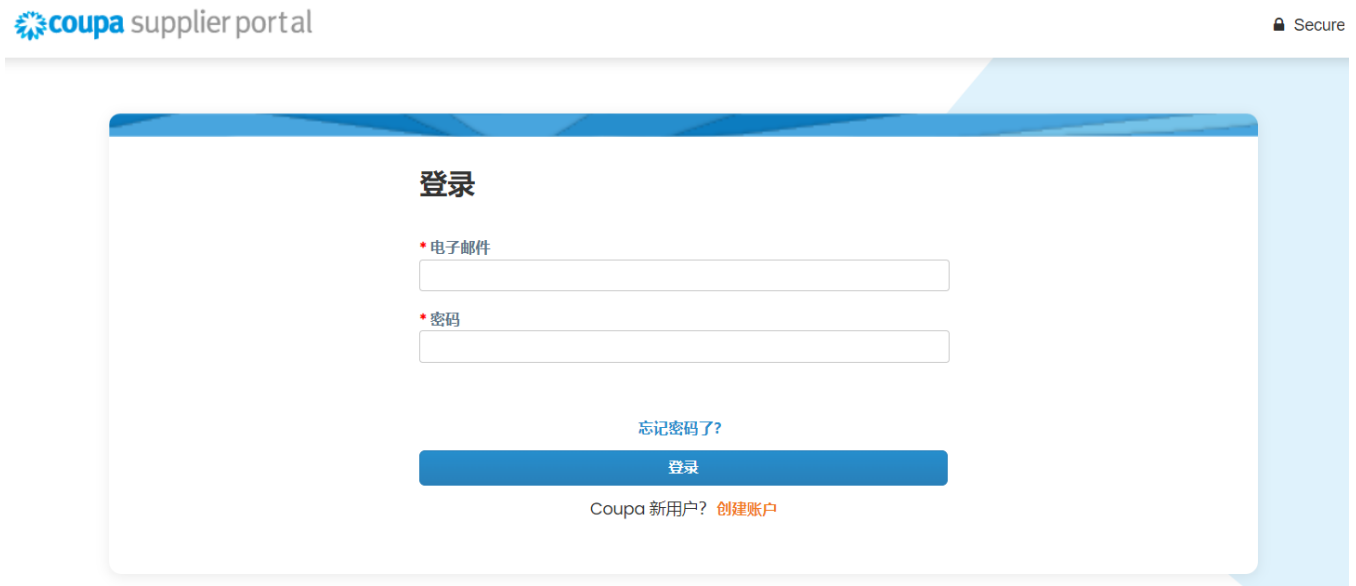 coupa supplier portal
Secure
登录
* 电子邮件
* 密码
忘记密码了?
登录
Coupa 新用户? 创建账户